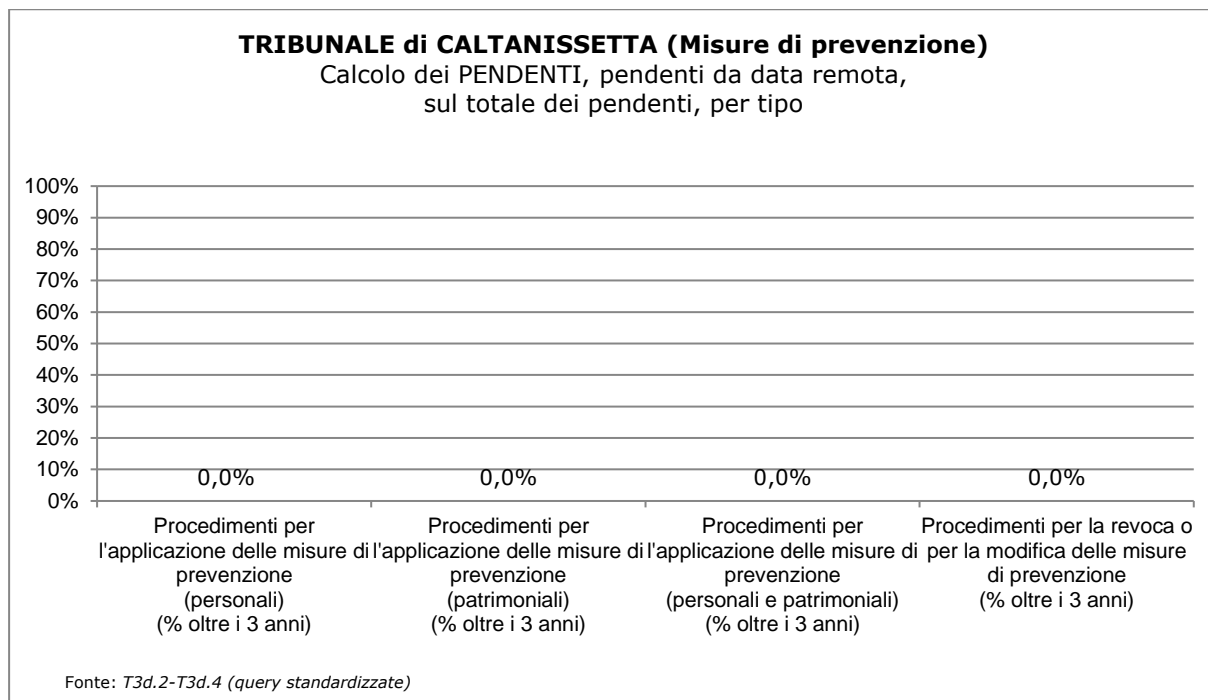 TRIBUNALE di CALTANISSETTA (Misure di prevenzione)
Calcolo dei PENDENTI, pendenti da data remota,
sul totale dei pendenti, per tipo
100%
90%
80%
70%
60%
50%
40%
30%
20%
10%
0%
0,0%
0,0%
0,0%
0,0%
Procedimenti per
l'applicazione delle misure di
prevenzione
(personali)
(% oltre i 3 anni)
Procedimenti per
l'applicazione delle misure di
prevenzione
(patrimoniali)
(% oltre i 3 anni)
Procedimenti per
l'applicazione delle misure di
prevenzione
(personali e patrimoniali)
(% oltre i 3 anni)
Procedimenti per la revoca o
per la modifica delle misure
di prevenzione
(% oltre i 3 anni)
Fonte: T3d.2-T3d.4 (query standardizzate)